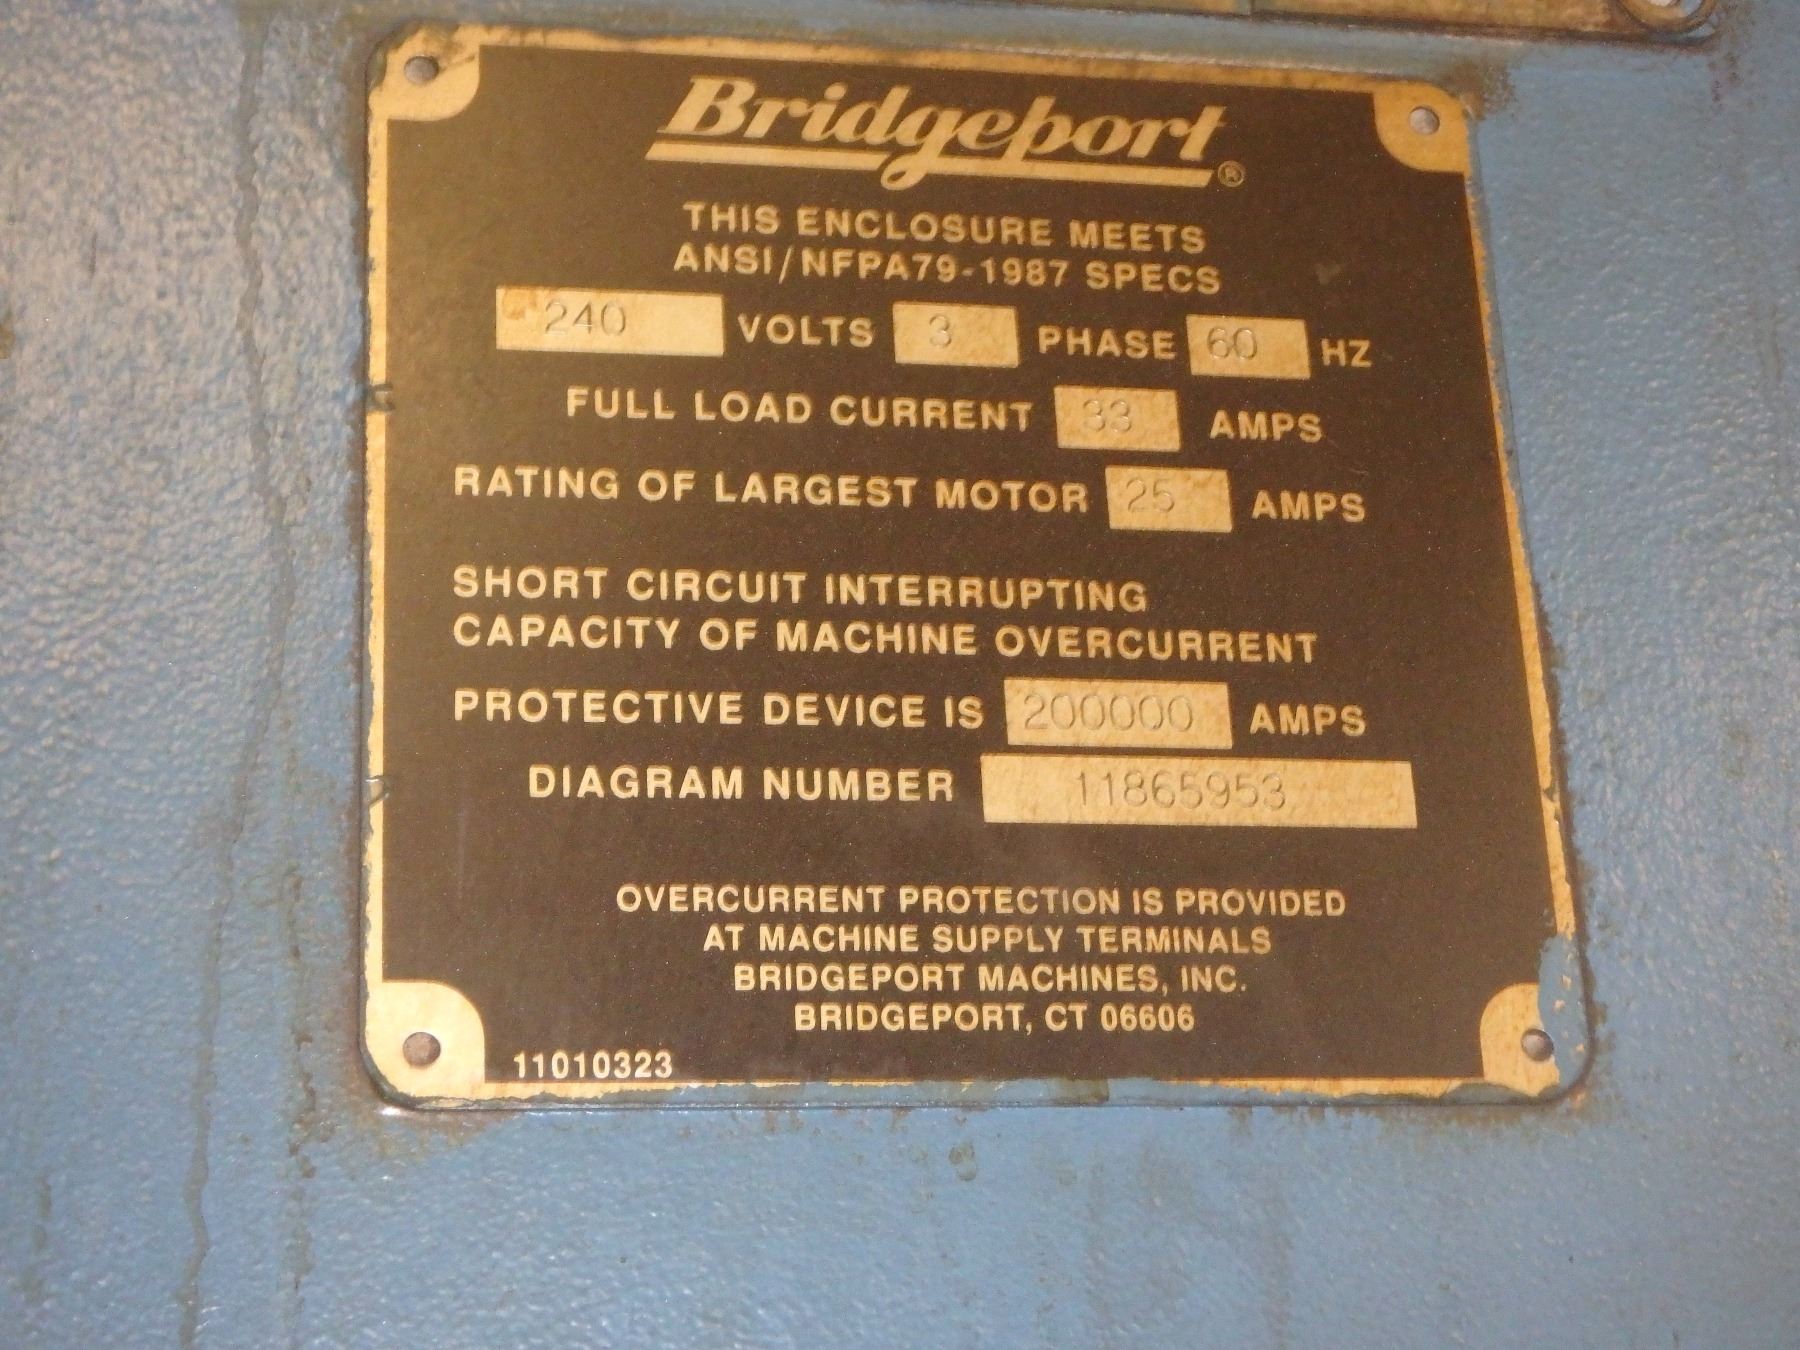 Bridgeport®
THIS ENCLOSURE MEETS
ANSI/NFPA79-1987 SPECS
240 VOLTS 3 PHASE 60 HZ
FULL LOAD CURRENT 33 AMPS
RATING OF LARGEST MOTOR 25 AMPS
SHORT CIRCUIT INTERRUPTING
CAPACITY OF MACHINE OVERCURRENT
PROTECTIVE DEVICE IS 200000 AMPS
DIAGRAM NUMBER 11865953
OVERCURRENT PROTECTION IS PROVIDED
AT MACHINE SUPPLY TERMINALS
BRIDGEPORT MACHINES, INC.
BRIDGEPORT, CT 06606
11010323